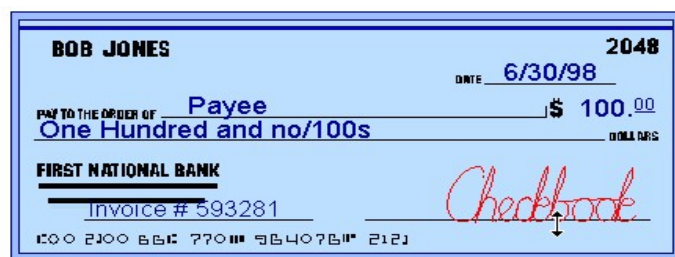 BOB JONES 2048
DATE 6/30/98
PAY TO THE ORDER OF Payee $ 100.00
One Hundred and no/100s DOLLARS
FIRST NATIONAL BANK
Invoice # 593281 Checkbook